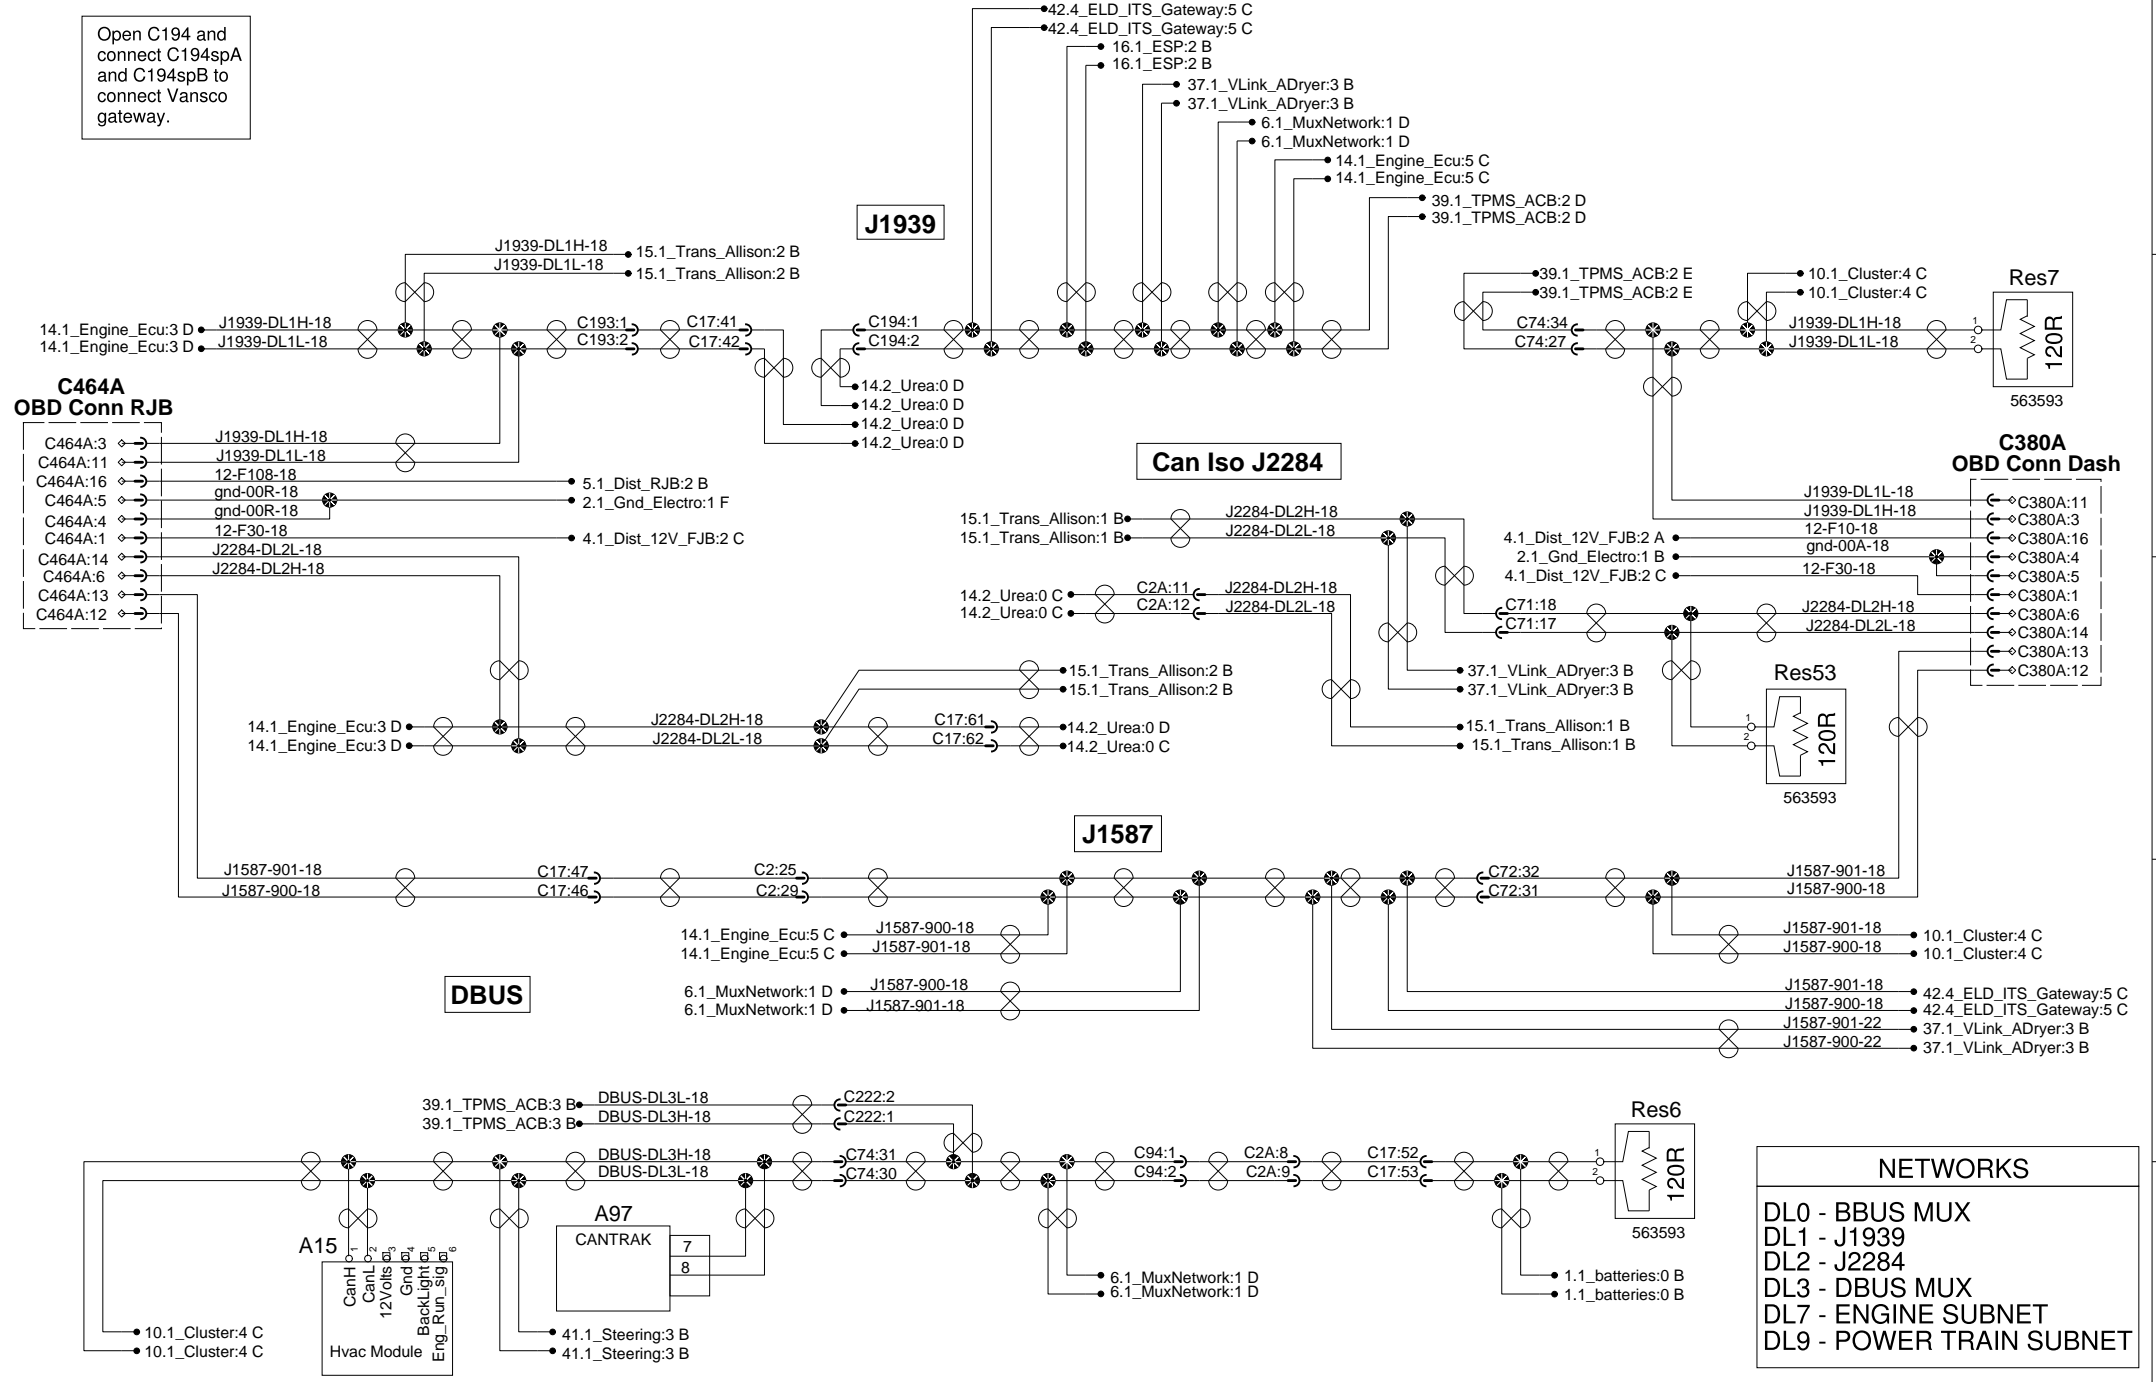 Open C194 and
connect C194spA
and C194spB to
connect Vansco
gateway.
42.4_ELD_ITS_Gateway:5 C
42.4_ELD_ITS_Gateway:5 C
16.1_ESP:2 B
16.1_ESP:2 B
37.1_VLink_ADryer:3 B
37.1_VLink_ADryer:3 B
6.1_MuxNetwork:1 D
6.1_MuxNetwork:1 D
14.1_Engine_Ecu:5 C
14.1_Engine_Ecu:5 C
39.1_TPMS_ACB:2 D
39.1_TPMS_ACB:2 D
J1939
J1939-DL1H-18
15.1_Trans_Allison:2 B
J1939-DL1L-18
15.1_Trans_Allison:2 B
14.1_Engine_Ecu:3 D
J1939-DL1H-18
C193:1
C17:41
14.1_Engine_Ecu:3 D
J1939-DL1L-18
C193:2
C17:42
C194:1
C194:2
14.2_Urea:0 D
14.2_Urea:0 D
14.2_Urea:0 D
14.2_Urea:0 D
39.1_TPMS_ACB:2 E
39.1_TPMS_ACB:2 E
10.1_Cluster:4 C
10.1_Cluster:4 C
C74:34
C74:27
J1939-DL1H-18
J1939-DL1L-18
Res7
1
2
120R
563593
C464A
OBD Conn RJB
C464A:3
J1939-DL1H-18
C464A:11
J1939-DL1L-18
C464A:16
12-F108-18
5.1_Dist_RJB:2 B
C464A:5
gnd-00R-18
2.1_Gnd_Electro:1 F
C464A:4
gnd-00R-18
C464A:1
12-F30-18
4.1_Dist_12V_FJB:2 C
C464A:14
J2284-DL2L-18
C464A:6
J2284-DL2H-18
C464A:13
C464A:12
Can Iso J2284
15.1_Trans_Allison:1 B
J2284-DL2H-18
15.1_Trans_Allison:1 B
J2284-DL2L-18
14.2_Urea:0 C
C2A:11
J2284-DL2H-18
14.2_Urea:0 C
C2A:12
J2284-DL2L-18
C71:18
C71:17
C380A
OBD Conn Dash
J1939-DL1L-18
C380A:11
J1939-DL1H-18
C380A:3
4.1_Dist_12V_FJB:2 A
12-F10-18
C380A:16
2.1_Gnd_Electro:1 B
gnd-00A-18
C380A:4
4.1_Dist_12V_FJB:2 C
12-F30-18
C380A:5
C380A:1
J2284-DL2H-18
C380A:6
J2284-DL2L-18
C380A:14
C380A:13
C380A:12
15.1_Trans_Allison:2 B
15.1_Trans_Allison:2 B
37.1_VLink_ADryer:3 B
37.1_VLink_ADryer:3 B
14.1_Engine_Ecu:3 D
J2284-DL2H-18
C17:61
14.2_Urea:0 D
14.1_Engine_Ecu:3 D
J2284-DL2L-18
C17:62
14.2_Urea:0 C
15.1_Trans_Allison:1 B
15.1_Trans_Allison:1 B
Res53
1
2
120R
563593
J1587
J1587-901-18
C17:47
C2:25
C72:32
J1587-901-18
J1587-900-18
C17:46
C2:29
C72:31
J1587-900-18
14.1_Engine_Ecu:5 C
J1587-900-18
14.1_Engine_Ecu:5 C
J1587-901-18
6.1_MuxNetwork:1 D
J1587-900-18
6.1_MuxNetwork:1 D
J1587-901-18
J1587-901-18
10.1_Cluster:4 C
J1587-900-18
10.1_Cluster:4 C
J1587-901-18
42.4_ELD_ITS_Gateway:5 C
J1587-900-18
42.4_ELD_ITS_Gateway:5 C
J1587-901-22
37.1_VLink_ADryer:3 B
J1587-900-22
37.1_VLink_ADryer:3 B
DBUS
39.1_TPMS_ACB:3 B
DBUS-DL3L-18
C222:2
39.1_TPMS_ACB:3 B
DBUS-DL3H-18
C222:1
DBUS-DL3H-18
C74:31
C94:1
C2A:8
C17:52
DBUS-DL3L-18
C74:30
C94:2
C2A:9
C17:53
Res6
1
2
120R
563593
A15
1
2
3
4
5
6
CanH
CanL
12Volts
Gnd
BackLight
Eng_Run_sig
Hvac Module
A97
CANTRAK
7
8
10.1_Cluster:4 C
10.1_Cluster:4 C
41.1_Steering:3 B
41.1_Steering:3 B
6.1_MuxNetwork:1 D
6.1_MuxNetwork:1 D
1.1_batteries:0 B
1.1_batteries:0 B
NETWORKS
DL0 - BBUS MUX
DL1 - J1939
DL2 - J2284
DL3 - DBUS MUX
DL7 - ENGINE SUBNET
DL9 - POWER TRAIN SUBNET